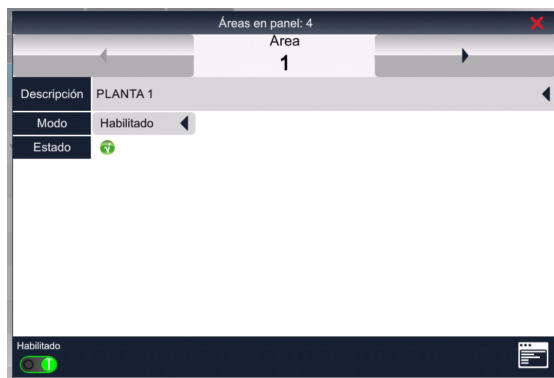 Áreas en panel: 4
Área
1
Descripción PLANTA 1
Modo Habilitado
Estado
Habilitado